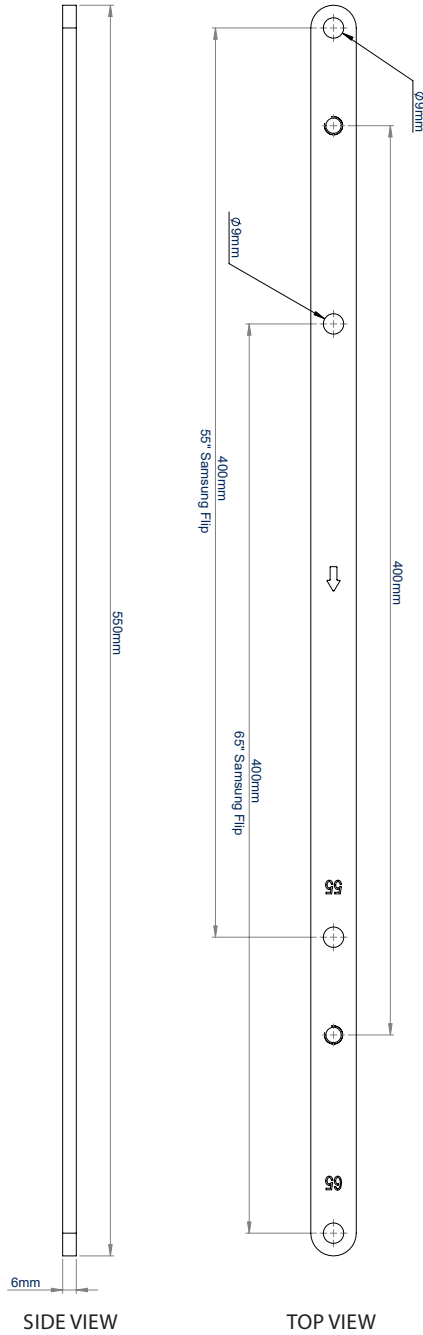 Ø9mm
Ø9mm
400mm
400mm
55" Samsung Flip
550mm
400mm
65" Samsung Flip
55
65
6mm
SIDE VIEW
TOP VIEW